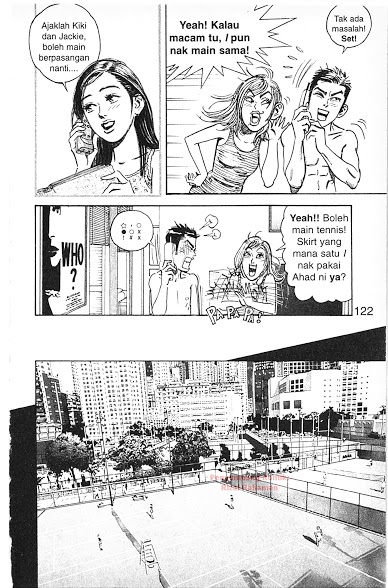 Ajaklah Kiki
dan Jackie,
boleh main
berpasangan
nanti....
Yeah! Kalau
macam tu, I pun
nak main sama!
Tak ada
masalah!
Set!
WHO
?
Yeah!! Boleh
main tennis!
Skirt yang
mana satu I
nak pakai
Ahad ni ya?
PA-PA-PA!
122